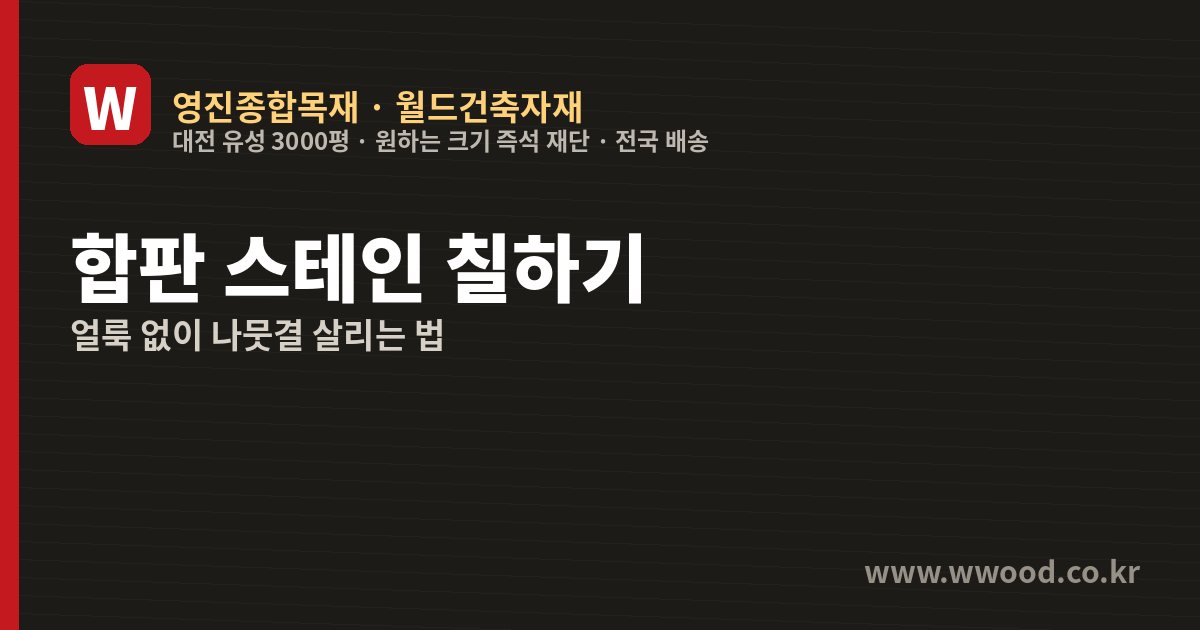 W
영진종합목재 · 월드건축자재
대전 유성 3000평 · 원하는 크기 즉석 재단 · 전국 배송
합판 스테인 칠하기
얼룩 없이 나뭇결 살리는 법
www.wwood.co.kr